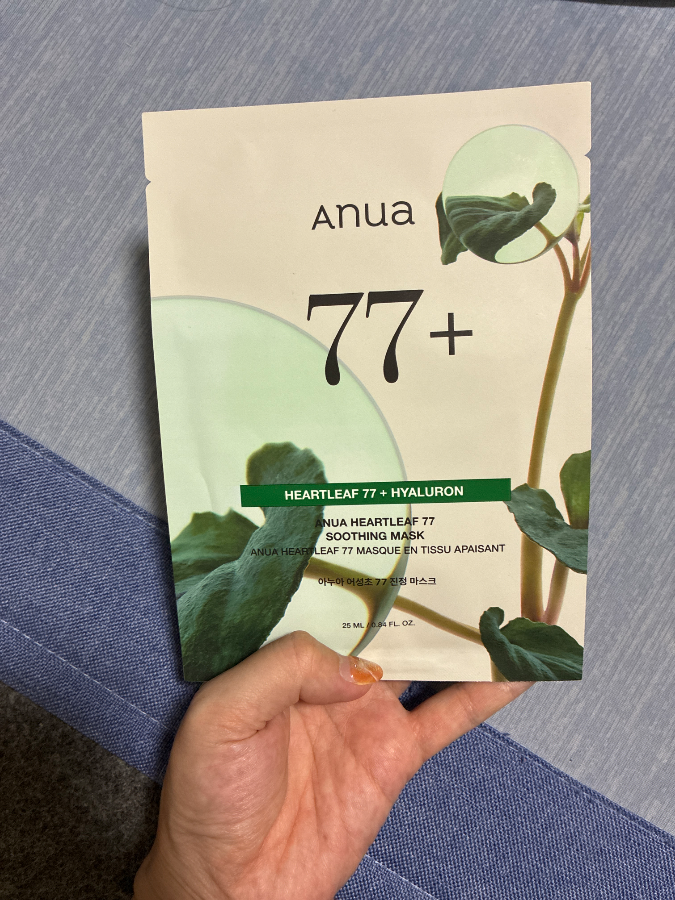 Anua
77+
HEARTLEAF 77 + HYALURON
ANUA HEARTLEAF 77
SOOTHING MASK
ANUA HEARTLEAF 77 MASQUE EN TISSU APAISANT
아누아 어성초 77 진정 마스크
25 ML / 0.84 FL. OZ.